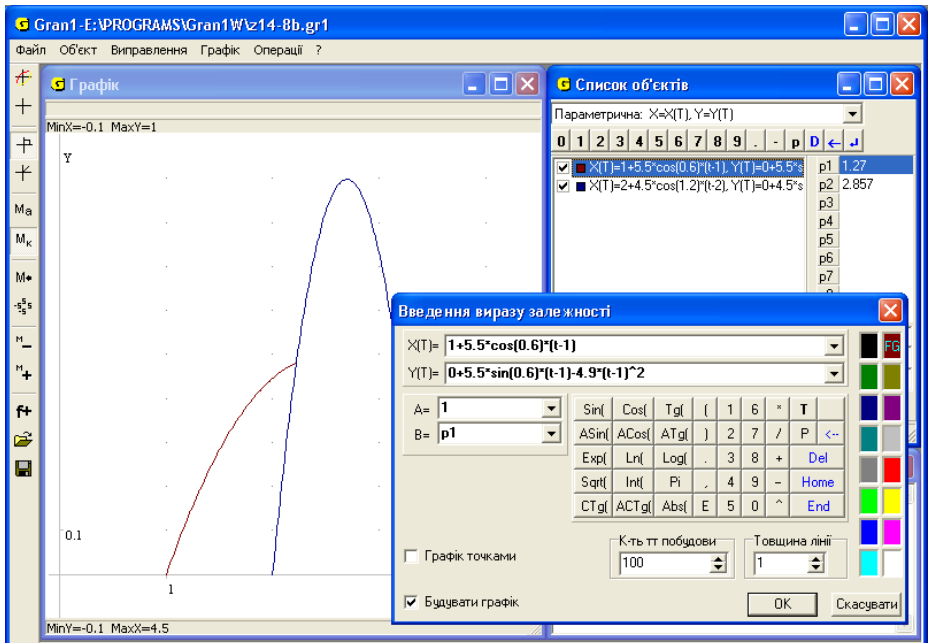 Gran1-E:\PROGRAMS\Gran1W\z14-8b.gr1
Файл Об'єкт Виправлення Графік Операції ?
Графік
MinX=-0.1 MaxY=1
Y
0.1
1
MinY=-0.1 MaxX=4.5
Ma
Mк
f+
Список об'єктів
Параметрична: X=X(T), Y=Y(T)
0 1 2 3 4 5 6 7 8 9 . - p D ← ↲
X(T)=1+5.5*cos(0.6)*(t-1), Y(T)=0+5.5*s
X(T)=2+4.5*cos(1.2)*(t-2), Y(T)=0+4.5*s
p1 1.27
p2 2.857
p3
p4
p5
p6
p7
Введення виразу залежності
X(T)= 1+5.5*cos(0.6)*(t-1)
Y(T)= 0+5.5*sin(0.6)*(t-1)-4.9*(t-1)^2
A= 1
B= p1
Sin( Cos( Tg( ( 1 6 * T
ASin( ACos( ATg( ) 2 7 / P <--
Exp( Ln( Log( . 3 8 + Del
Sqrt( Int( Pi , 4 9 - Home
CTg( ACTg( Abs( E 5 0 ^ End
FG
Графік точками
К-ть тт побудови
100
Товщина лінії
1
Будувати графік
OK
Скасувати